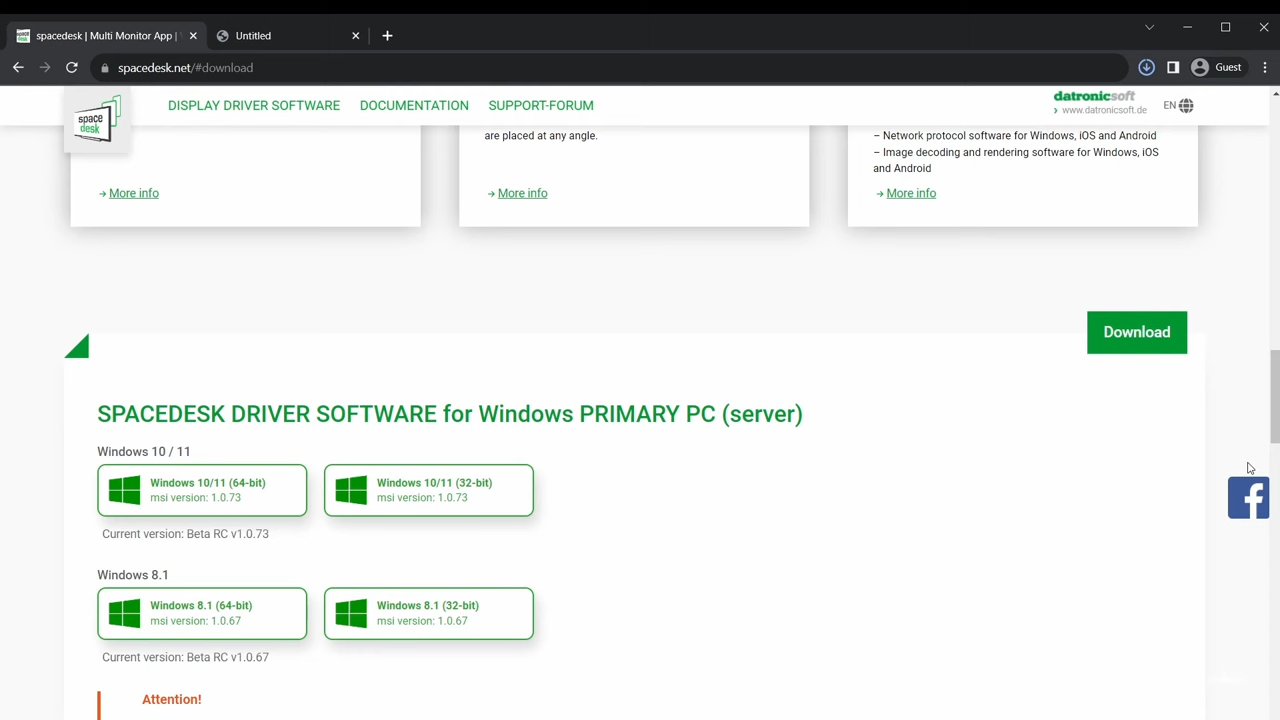 spacedesk | Multi Monitor App |
Untitled
spacedesk.net/#download
Guest
space desk
DISPLAY DRIVER SOFTWARE
DOCUMENTATION
SUPPORT-FORUM
datronicsoft
www.datronicsoft.de
EN
are placed at any angle.
– Network protocol software for Windows, iOS and Android
– Image decoding and rendering software for Windows, iOS
and Android
More info
More info
More info
Download
SPACEDESK DRIVER SOFTWARE for Windows PRIMARY PC (server)
Windows 10 / 11
Windows 10/11 (64-bit)
msi version: 1.0.73
Windows 10/11 (32-bit)
msi version: 1.0.73
Current version: Beta RC v1.0.73
Windows 8.1
Windows 8.1 (64-bit)
msi version: 1.0.67
Windows 8.1 (32-bit)
msi version: 1.0.67
Current version: Beta RC v1.0.67
Attention!